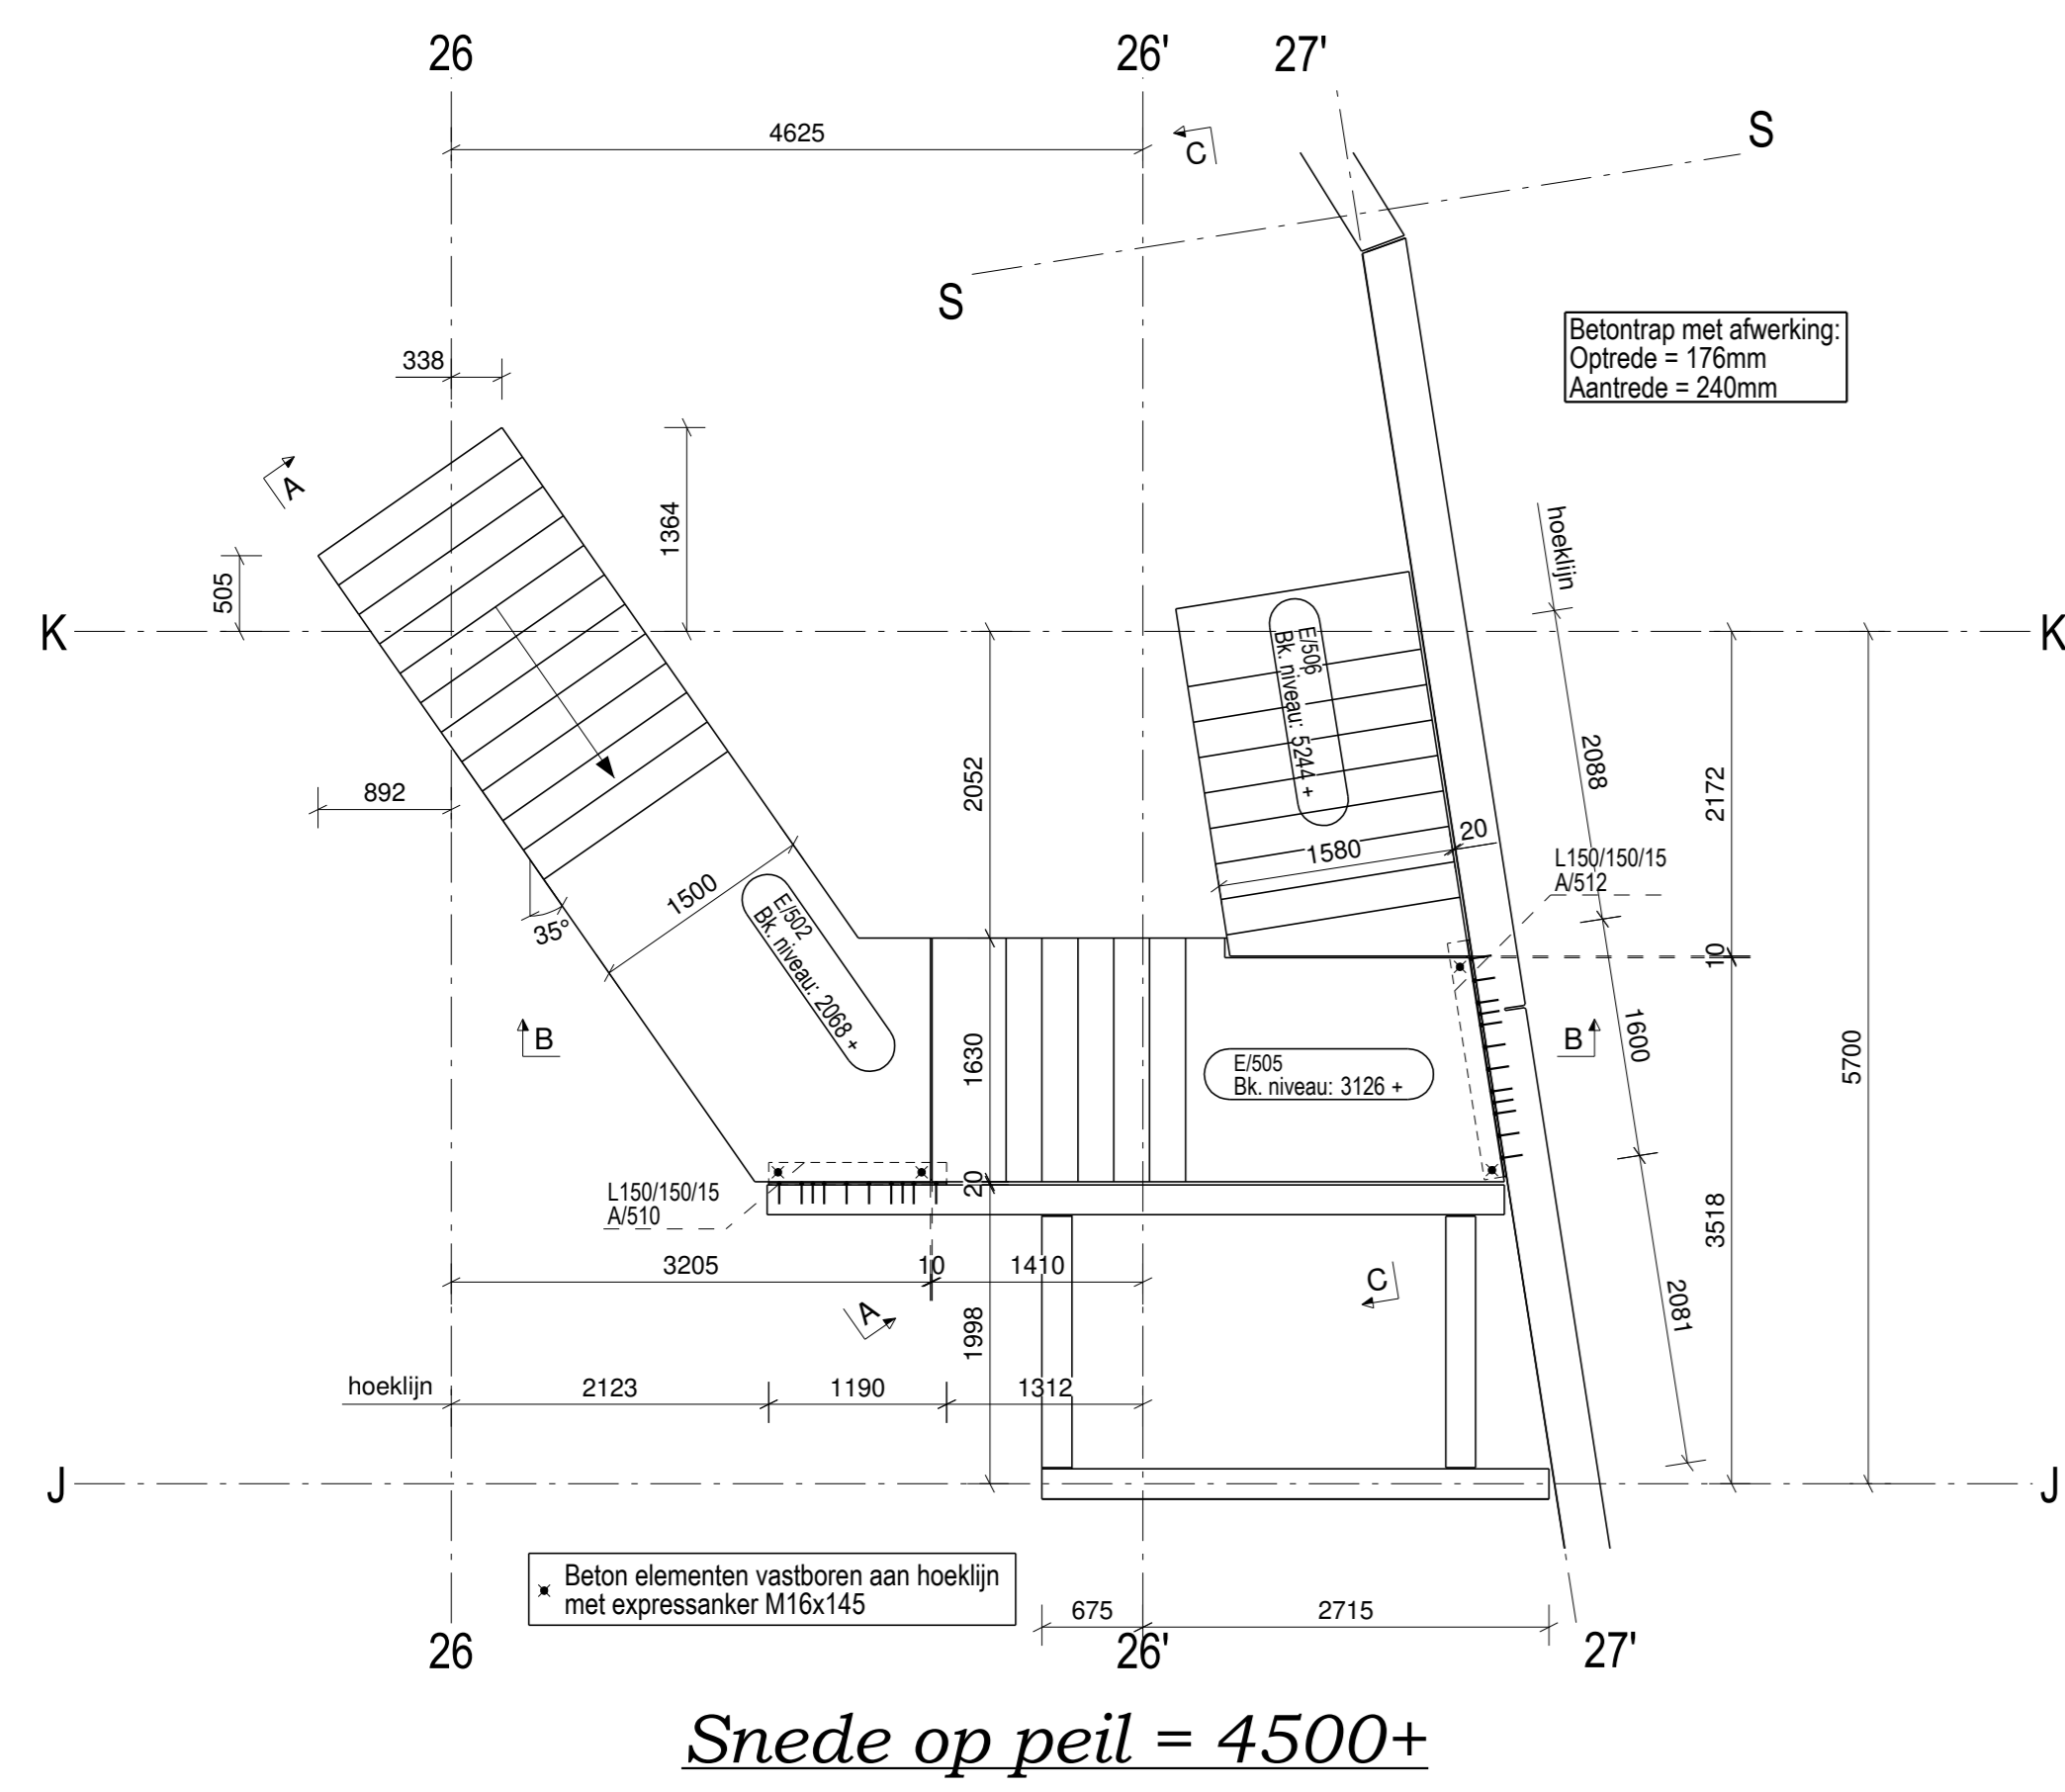 26
26'
27'
4625
C
S
S
338
Betontrap met afwerking:
Optrede = 176mm
Aantrede = 240mm
A
1364
505
hoeklijn
K
K
E/506
Bk. niveau: 5244 +
2088
2052
2172
892
20
1580
L150/150/15
A/512
1500
E/502
Bk. niveau: 2068 +
35°
10
B
1630
E/505
Bk. niveau: 3126 +
B
1600
5700
20
L150/150/15
A/510
3518
3205
10
1410
C
2081
A
1998
hoeklijn
2123
1190
1312
J
J
Beton elementen vastboren aan hoeklijn
met expressanker M16x145
675
2715
26
26'
27'
Snede op peil = 4500+